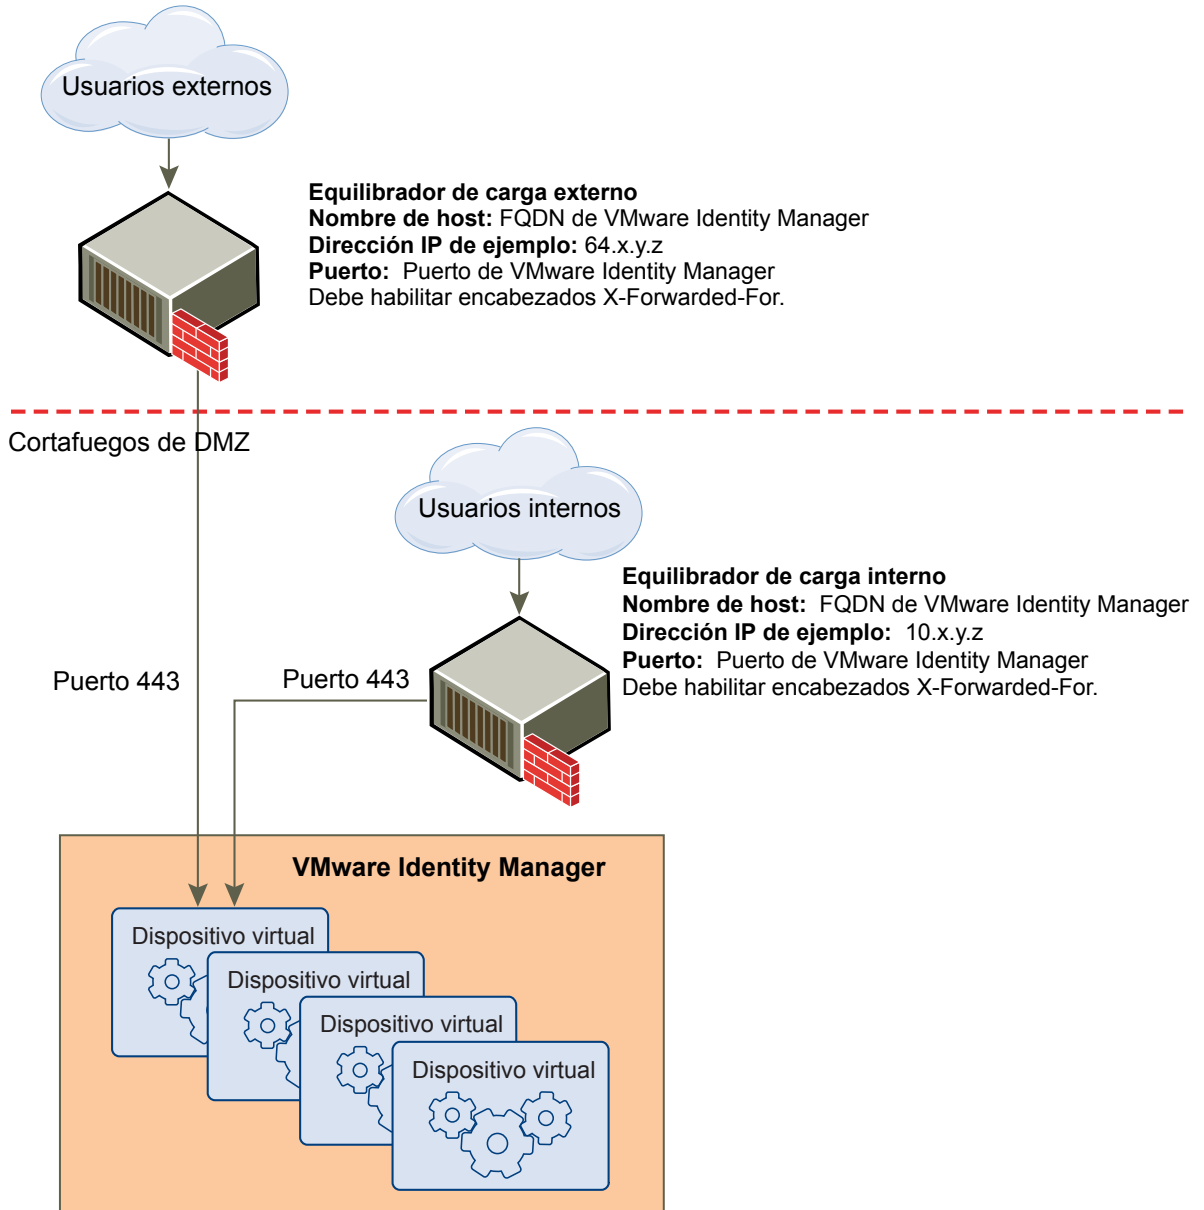 Usuarios externos
Equilibrador de carga externo
Nombre de host: FQDN de VMware Identity Manager
Dirección IP de ejemplo: 64.x.y.z
Puerto: Puerto de VMware Identity Manager
Debe habilitar encabezados X-Forwarded-For.
Cortafuegos de DMZ
Usuarios internos
Equilibrador de carga interno
Nombre de host: FQDN de VMware Identity Manager
Dirección IP de ejemplo: 10.x.y.z
Puerto: Puerto de VMware Identity Manager
Debe habilitar encabezados X-Forwarded-For.
Puerto 443
Puerto 443
VMware Identity Manager
Dispositivo virtual
Dispositivo virtual
Dispositivo virtual
Dispositivo virtual